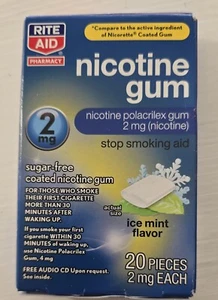 RITE
AID
PHARMACY
*Compare to the active ingredient
of Nicorette® Coated Gum
nicotine
gum
2
mg
nicotine polacrilex gum
2 mg (nicotine)
stop smoking aid
sugar-free
coated nicotine gum
FOR THOSE WHO SMOKE
THEIR FIRST CIGARETTE
MORE THAN 30
MINUTES AFTER
WAKING UP.
If you smoke your first
cigarette WITHIN 30
MINUTES of waking up,
use Nicotine Polacrilex
Gum, 4 mg
FREE AUDIO CD Upon request.
See inside.
actual
size
ice mint
flavor
20 PIECES
2 mg EACH